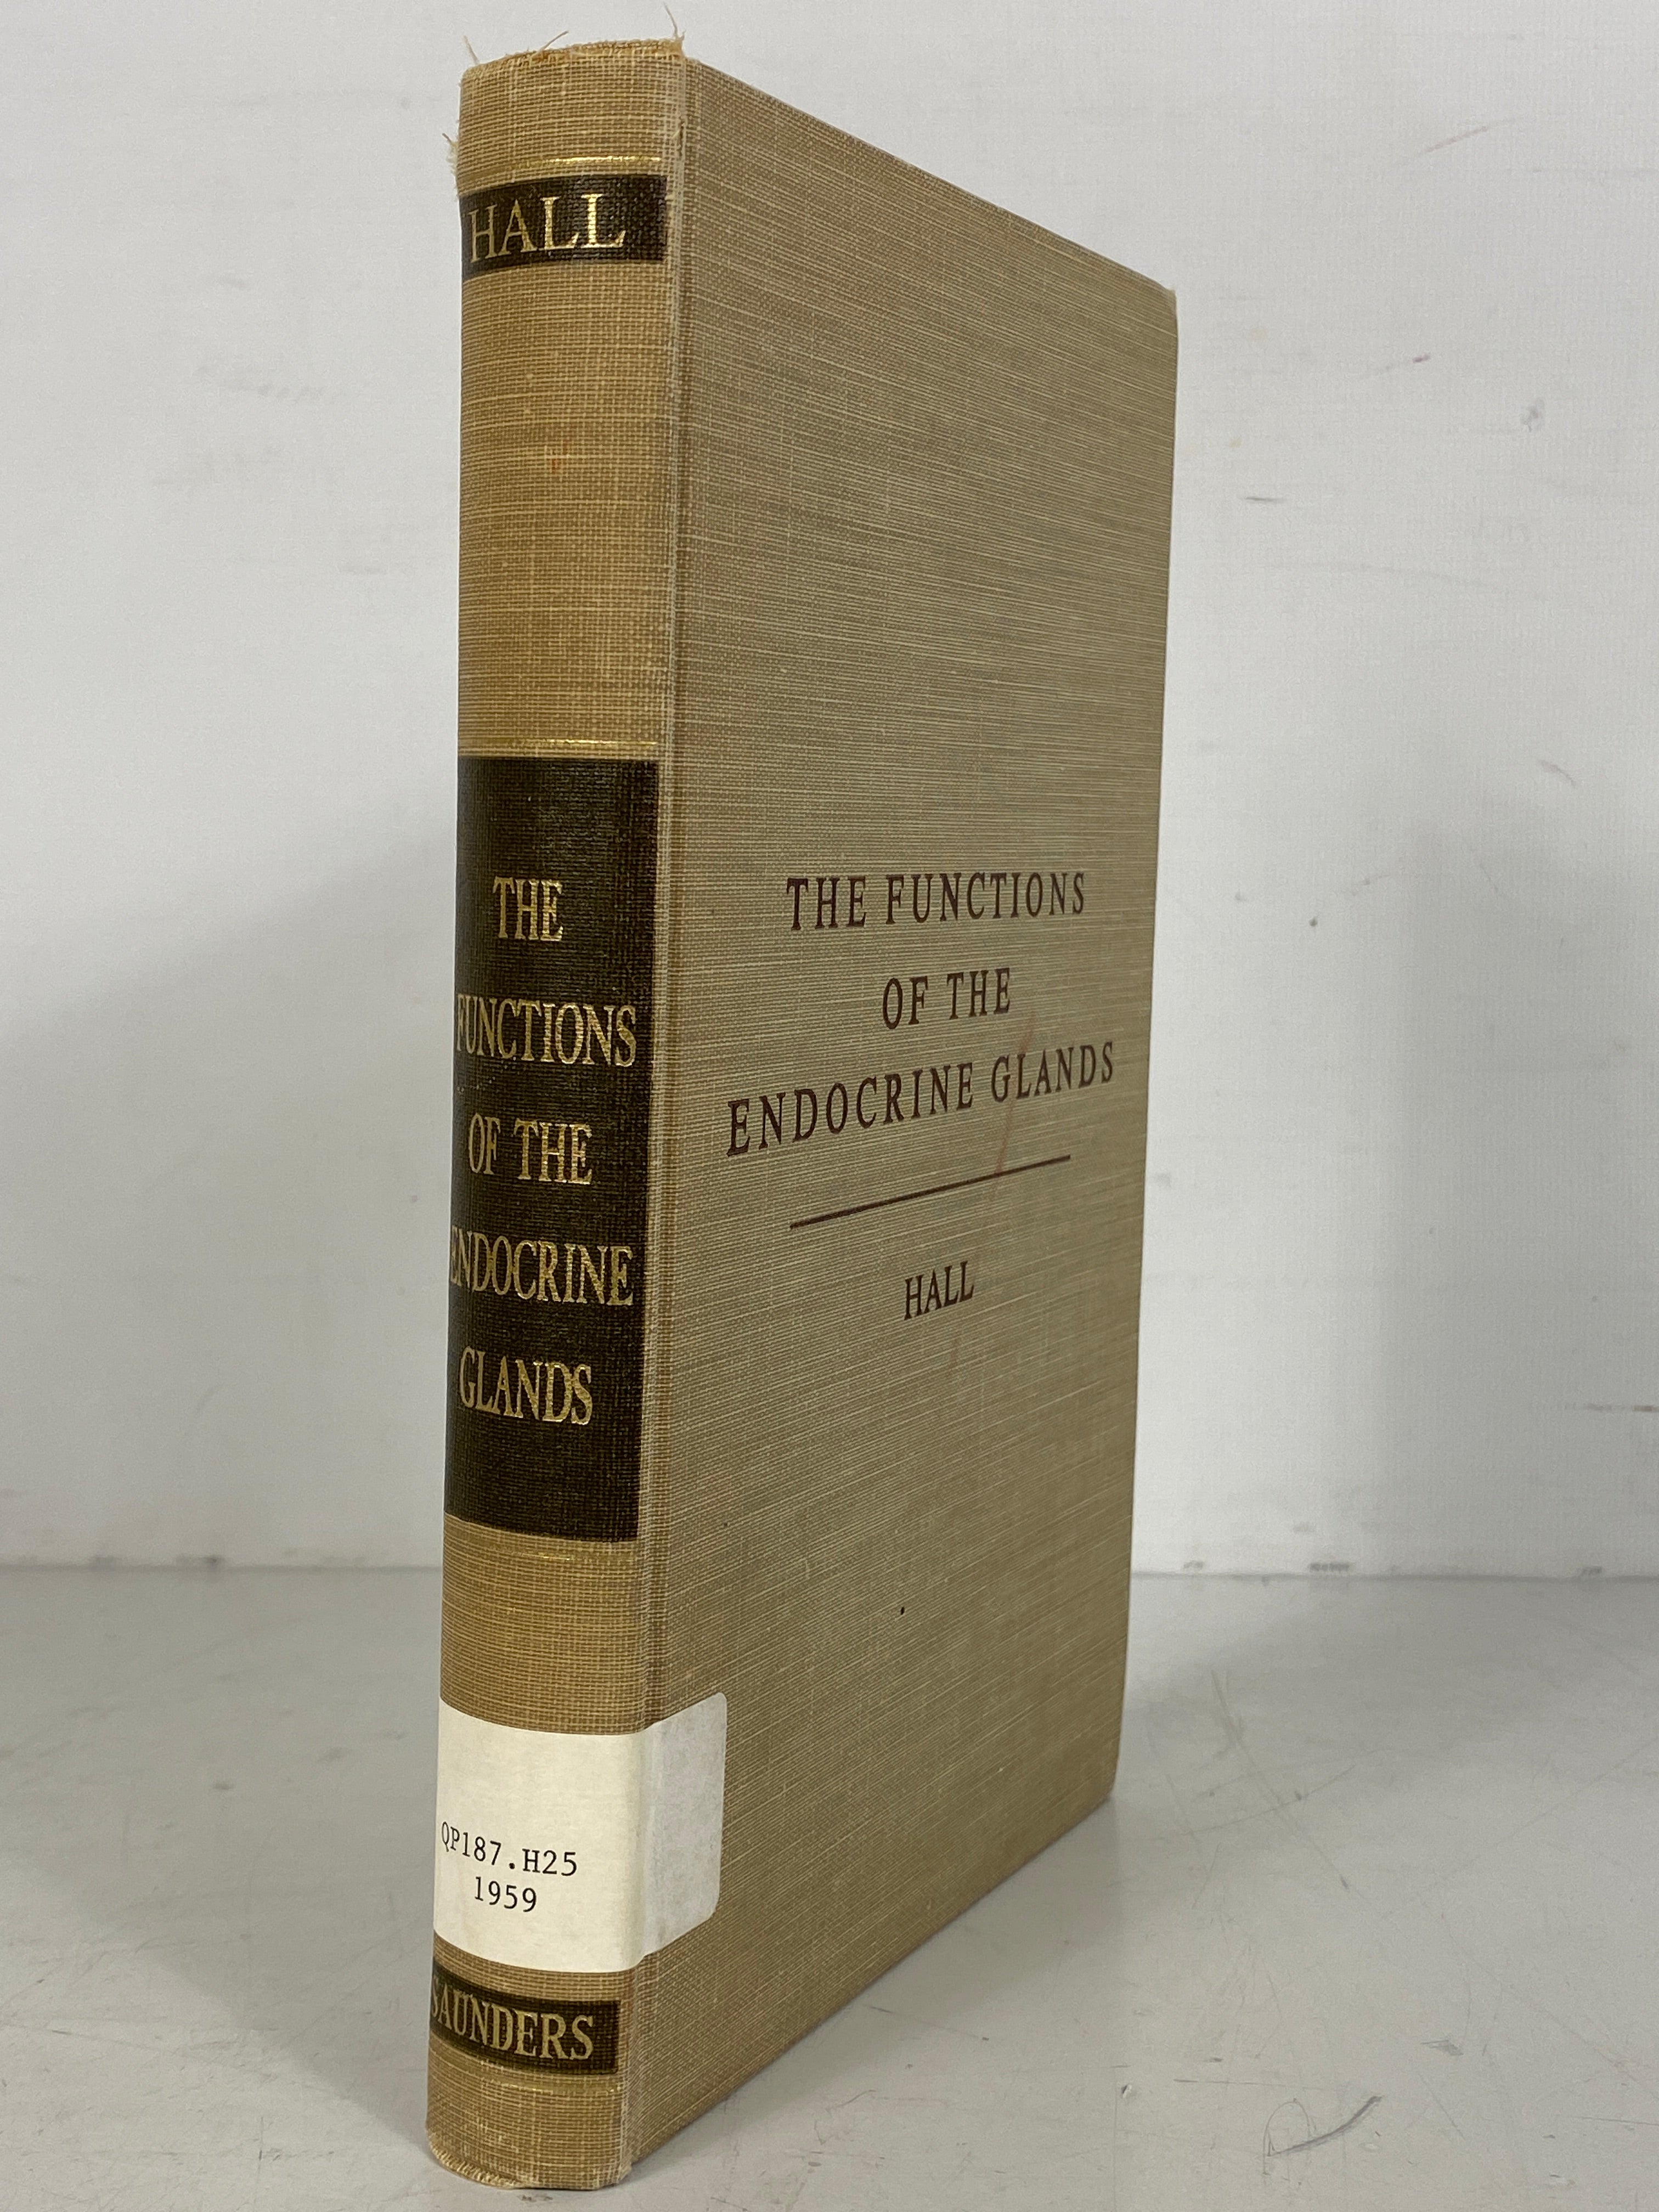 HALL
THE
FUNCTIONS
OF THE
ENDOCRINE
GLANDS
QP187.H25
1959
SAUNDERS
THE FUNCTIONS
OF THE
ENDOCRINE GLANDS
HALL